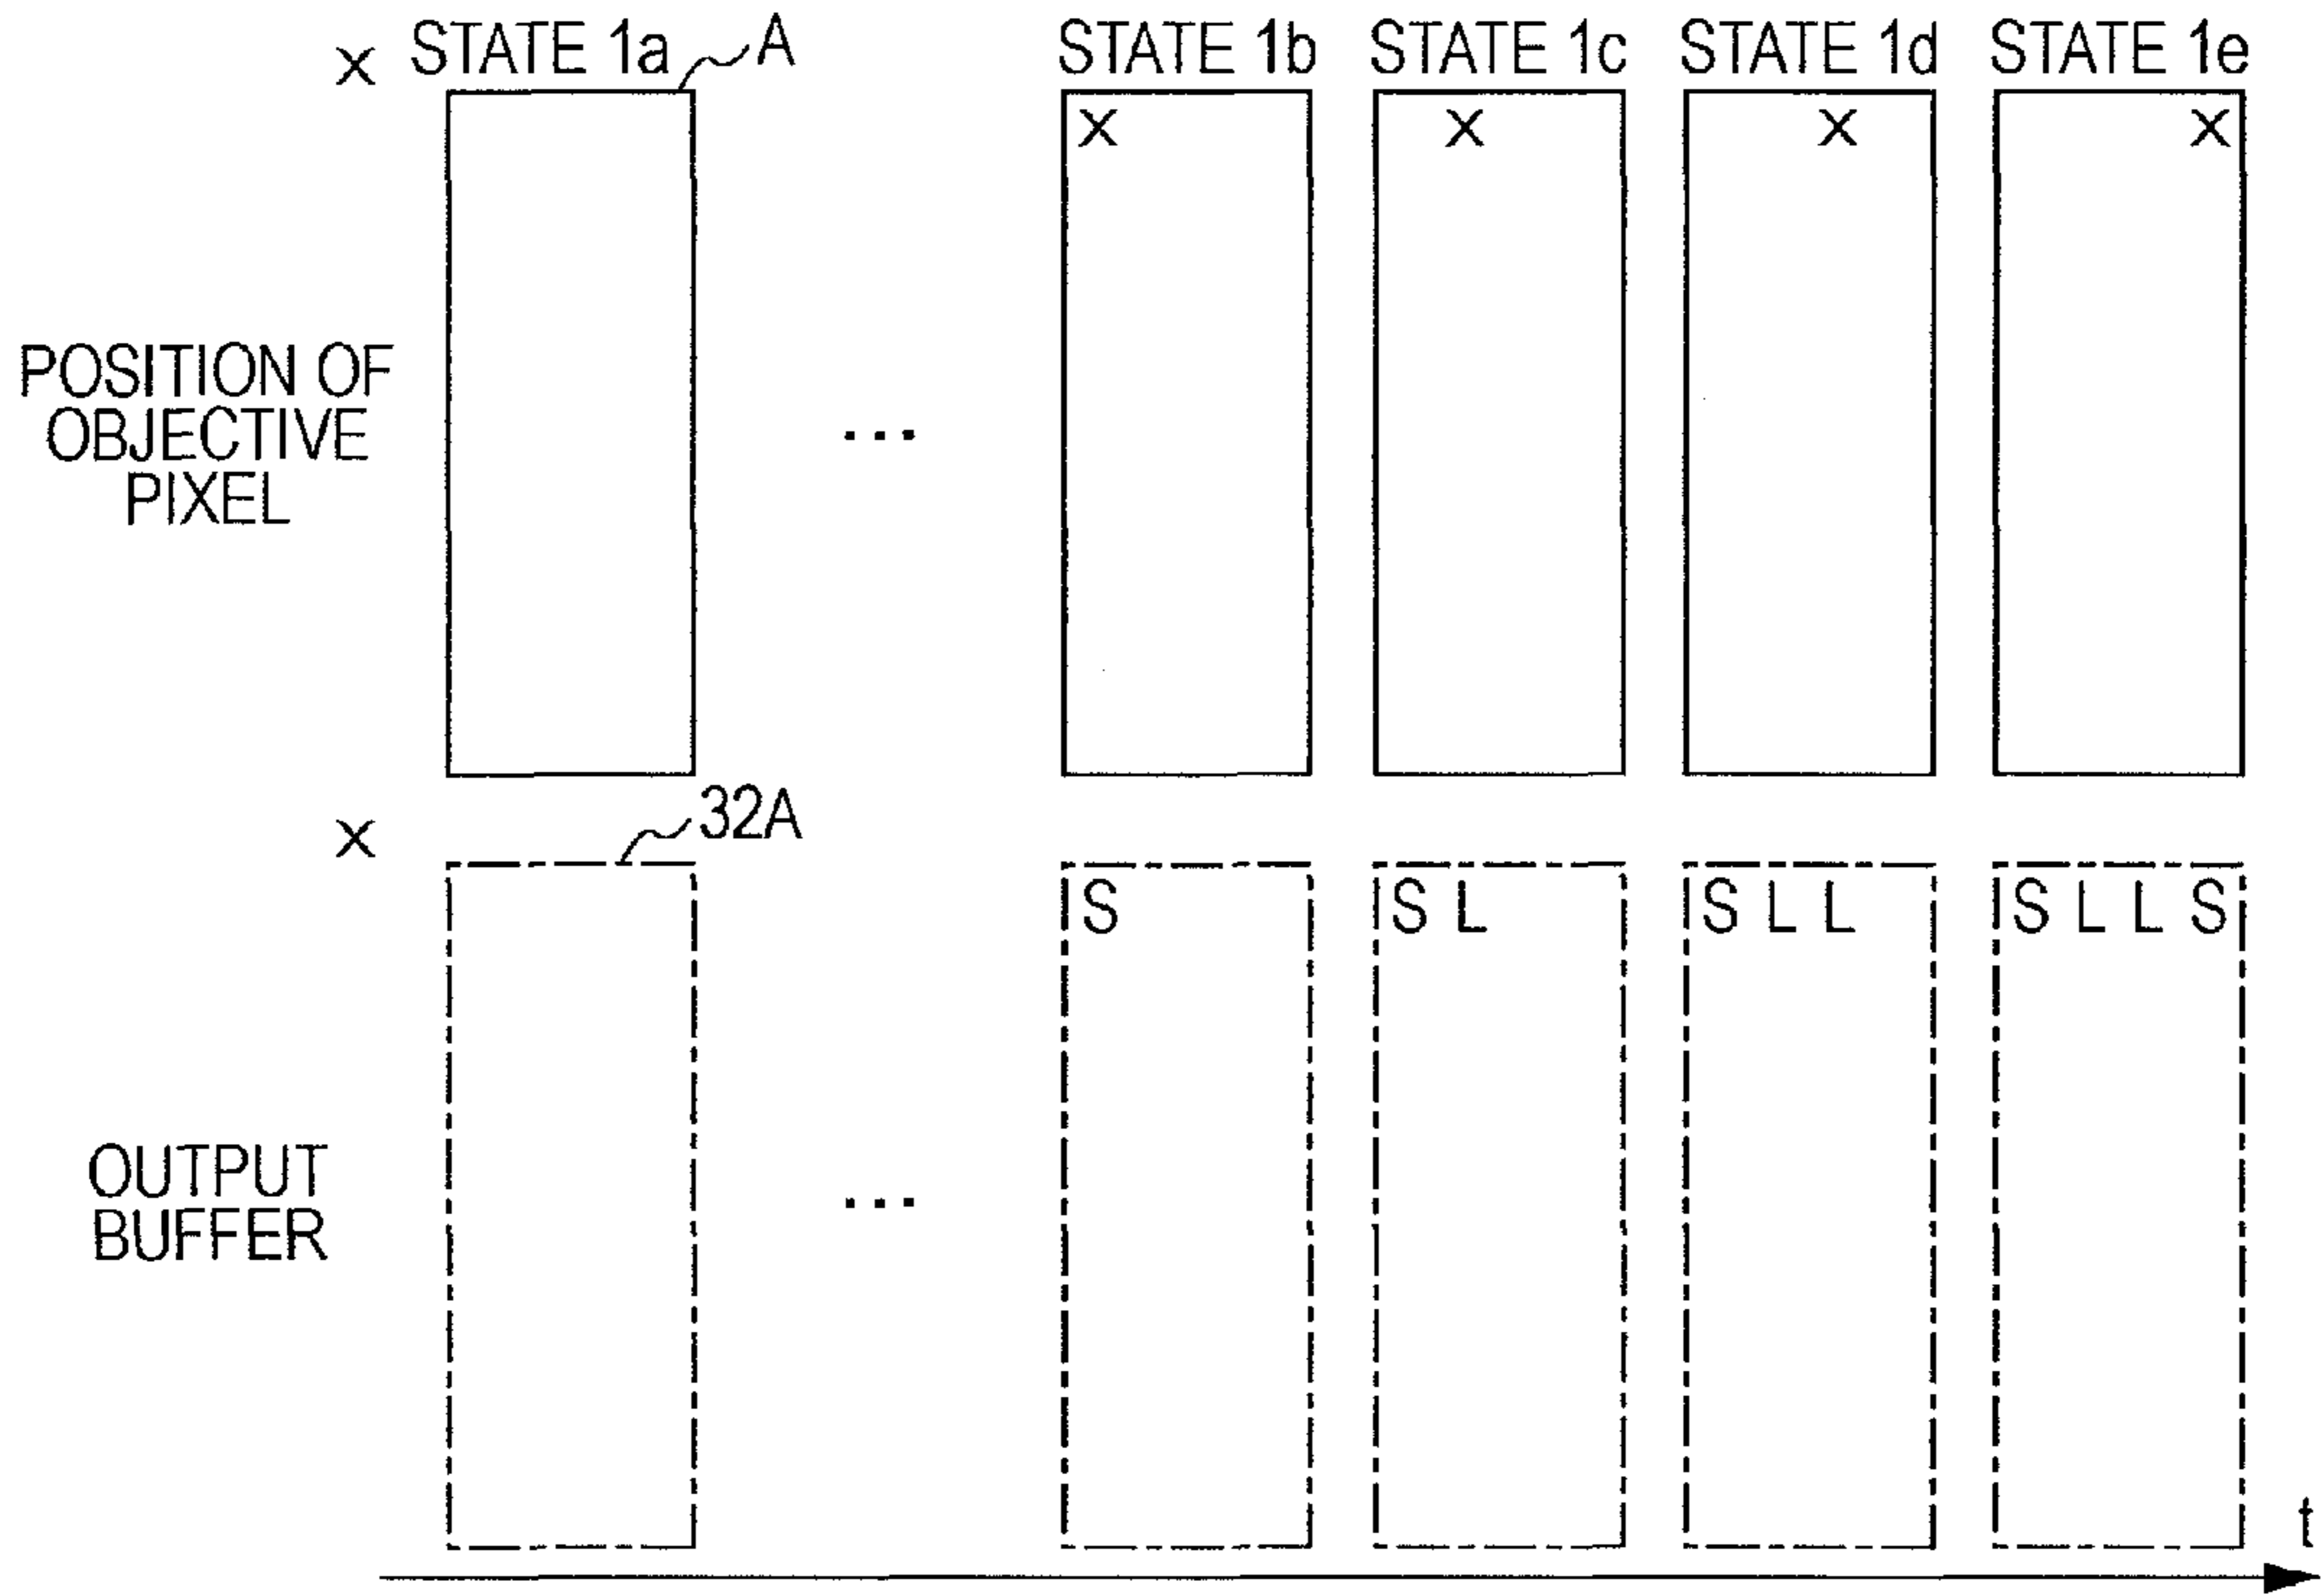 x STATE 1a A STATE 1b STATE 1c STATE 1d STATE 1e
x x x x
POSITION OF
OBJECTIVE
PIXEL
...
x 32A
S S L S L L S L L S
OUTPUT
BUFFER
...
t